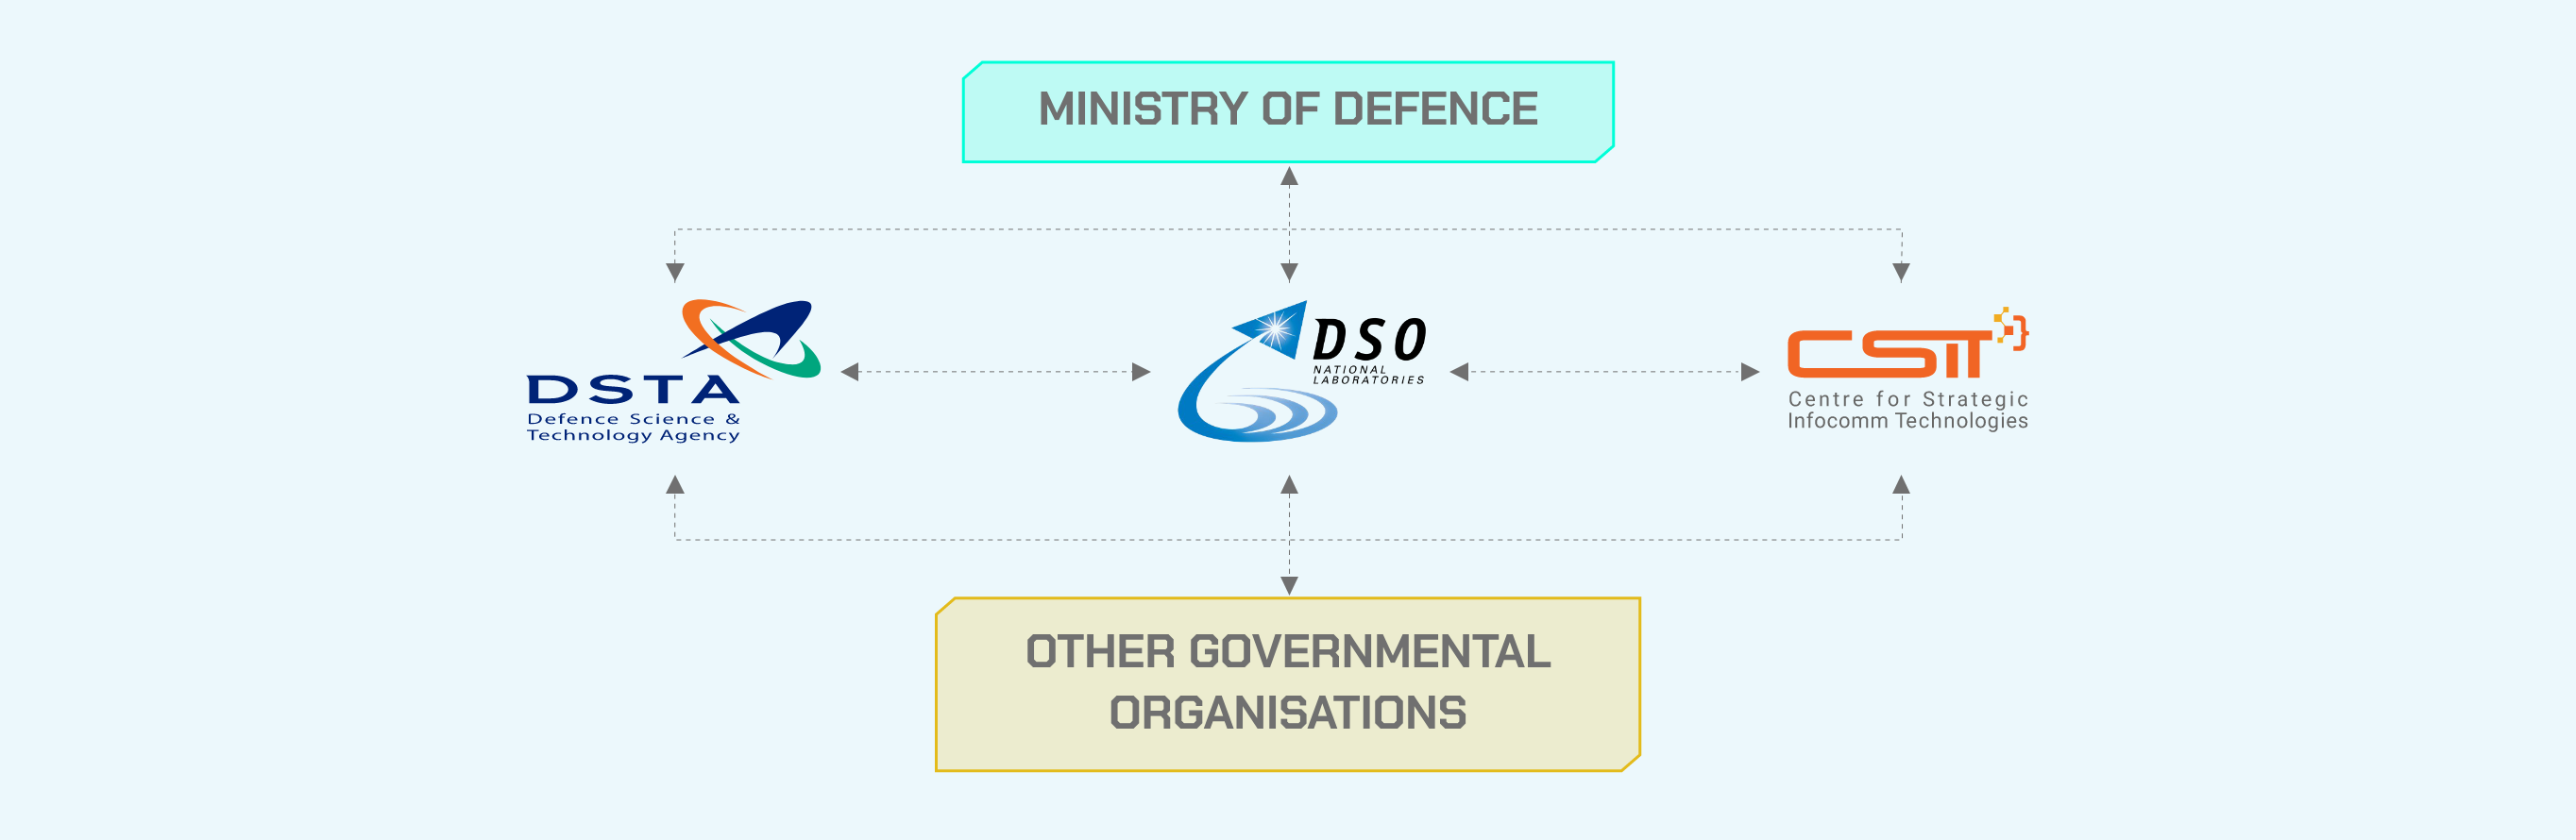 MINISTRY OF DEFENCE
DSTA
Defence Science &
Technology Agency
DSO
NATIONAL
LABORATORIES
CSIT
Centre for Strategic
Infocomm Technologies
OTHER GOVERNMENTAL
ORGANISATIONS